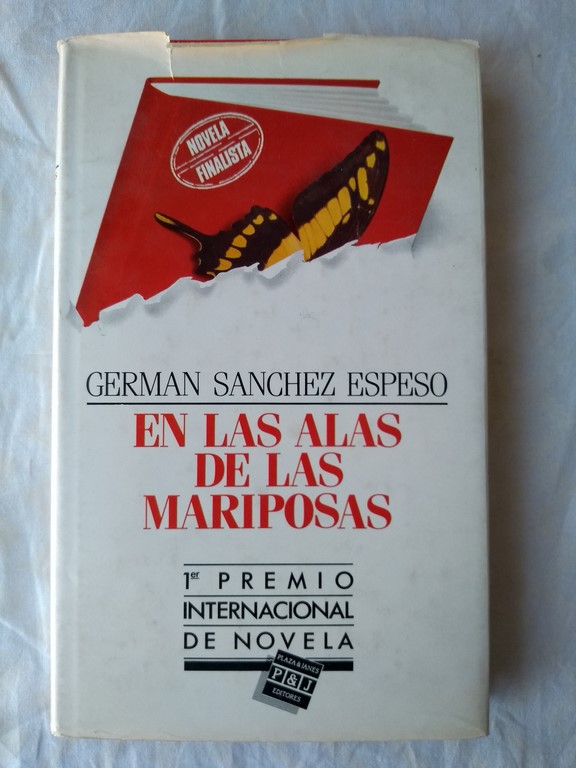 NOVELA
FINALISTA
GERMAN SANCHEZ ESPESO
EN LAS ALAS
DE LAS
MARIPOSAS
1er PREMIO
INTERNACIONAL
DE NOVELA
PLAZA & JANES
P&J
EDITORES